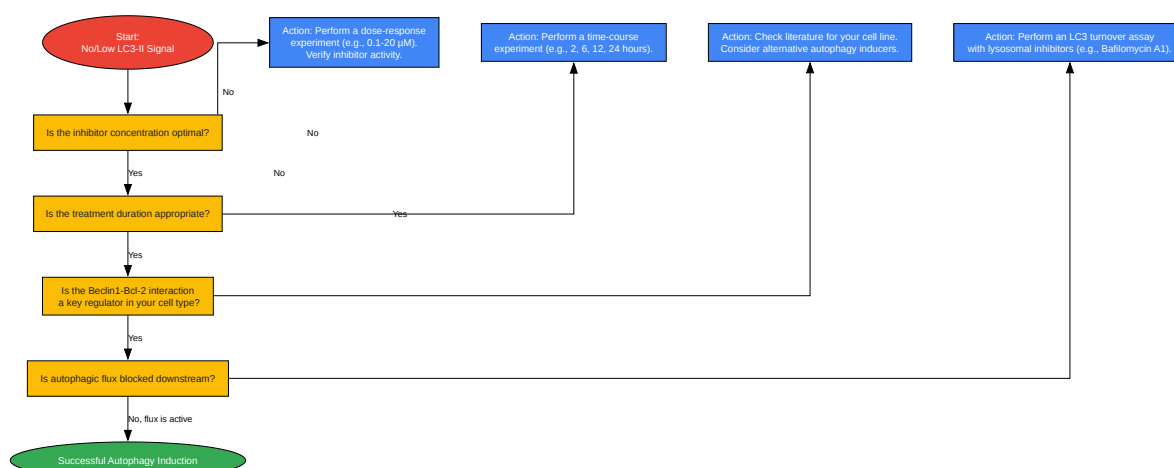 Start:
No/Low LC3-II Signal
Action: Perform a dose-response
experiment (e.g., 0.1-20 µM).
Verify inhibitor activity.
Action: Perform a time-course
experiment (e.g., 2, 6, 12, 24 hours).
Action: Check literature for your cell line.
Consider alternative autophagy inducers.
Action: Perform an LC3 turnover assay
with lysosomal inhibitors (e.g., Bafilomycin A1).
No
Is the inhibitor concentration optimal?
No
Yes
No
Is the treatment duration appropriate?
Yes
Yes
Is the Beclin1-Bcl-2 interaction
a key regulator in your cell type?
Yes
Is autophagic flux blocked downstream?
No, flux is active
Successful Autophagy Induction